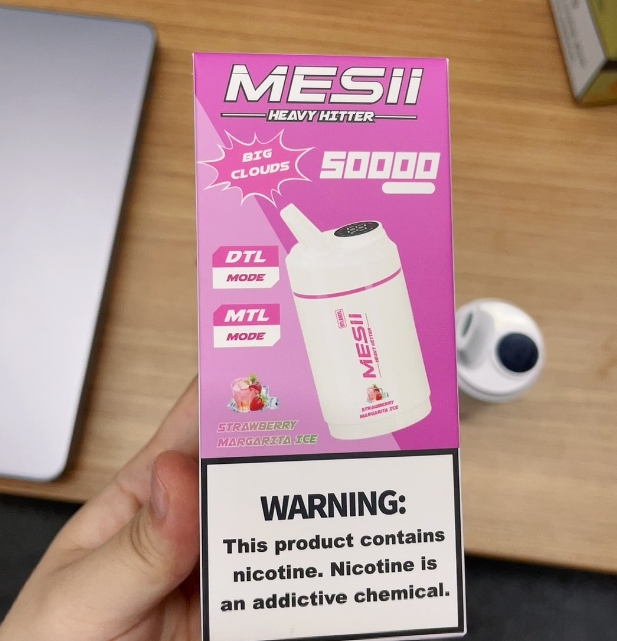 MESii
HEAVY HITTER
BIG
CLOUDS
50000
DTL
MODE
MTL
MODE
MESii
HEAVY HITTER
STRAWBERRY
MARGARITA ICE
STRAWBERRY
MARGARITA ICE
WARNING:
This product contains
nicotine. Nicotine is
an addictive chemical.